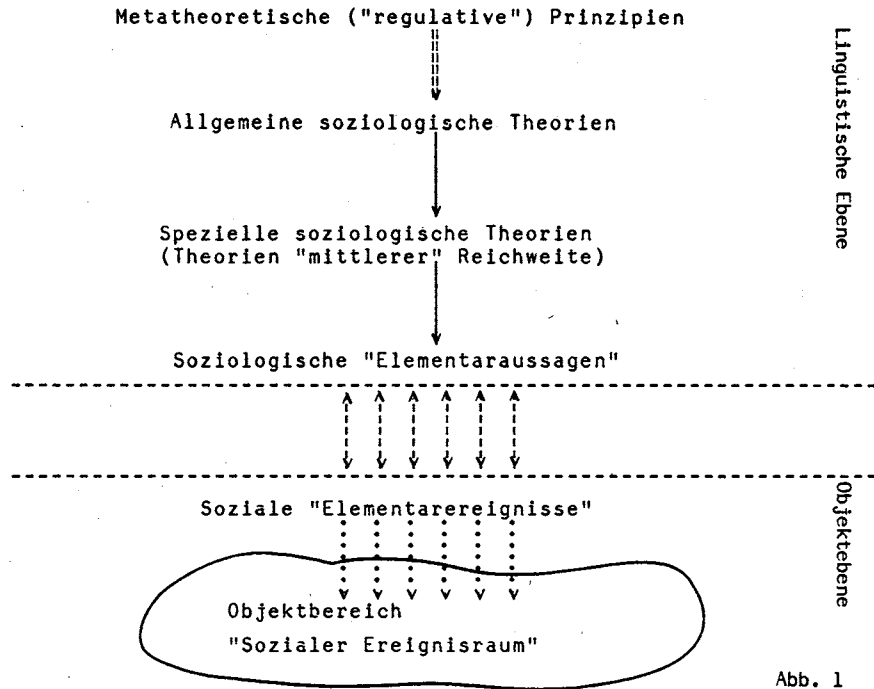 Metatheoretische ("regulative") Prinzipien
Linguistische Ebene
Allgemeine soziologische Theorien
Spezielle soziologische Theorien
(Theorien "mittlerer" Reichweite)
Soziologische "Elementaraussagen"
Soziale "Elementarereignisse"
Objektebene
Objektbereich
"Sozialer Ereignisraum"
Abb. 1